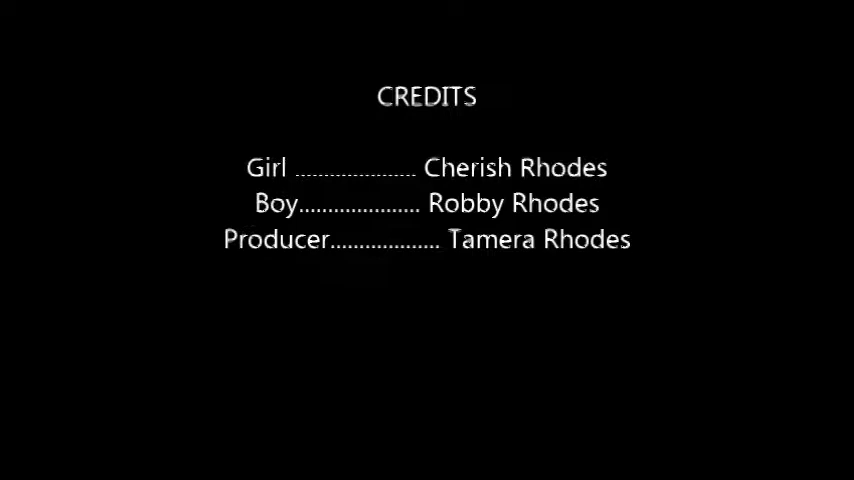 CREDITS
Girl ..................... Cherish Rhodes
Boy..................... Robby Rhodes
Producer................... Tamera Rhodes